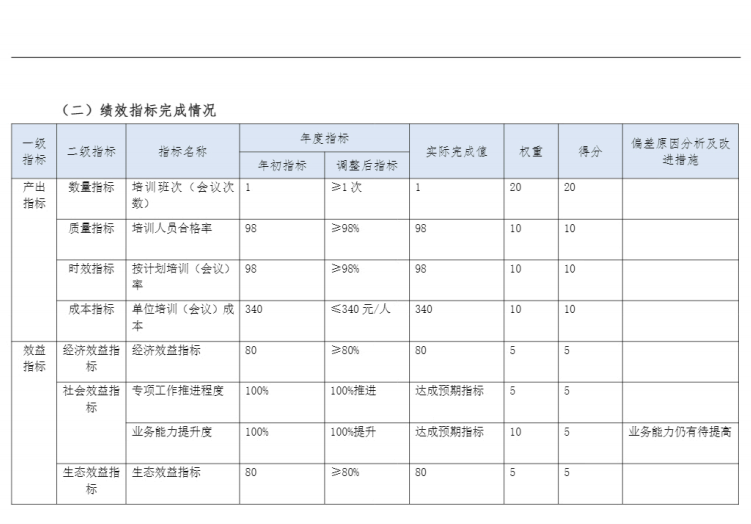 （二）绩效指标完成情况
一级指标 二级指标 指标名称 年度指标 实际完成值 权重 得分 偏差原因分析及改进措施
年初指标 调整后指标
产出指标 数量指标 培训班次（会议次数） 1 ≥1 次 1 20 20
质量指标 培训人员合格率 98 ≥98% 98 10 10
时效指标 按计划培训（会议）率 98 ≥98% 98 10 10
成本指标 单位培训（会议）成本 340 ≤340 元/人 340 10 10
效益指标 经济效益指标 经济效益指标 80 ≥80% 80 5 5
社会效益指标 专项工作推进程度 100% 100%推进 达成预期指标 5 5
业务能力提升度 100% 100%提升 达成预期指标 10 5 业务能力仍有待提高
生态效益指标 生态效益指标 80 ≥80% 80 5 5